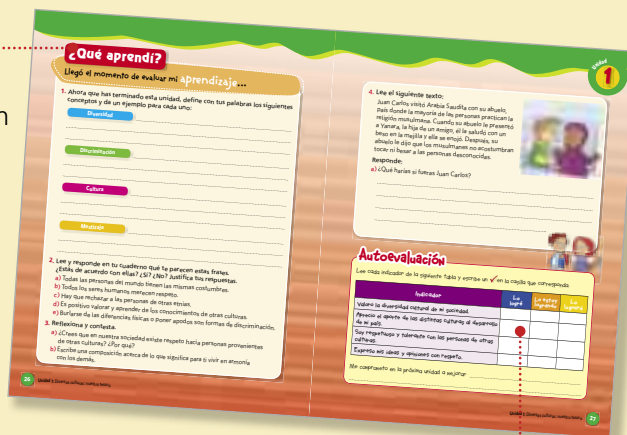 n
¿Qué aprendí?
Llegó el momento de evaluar mi aprendizaje...
1. Ahora que has terminado esta unidad, define con tus palabras los siguientes
conceptos y da un ejemplo para cada uno:
Diversidad
Discriminación
Cultura
Mestizaje
2. Lee y responde en tu cuaderno qué te parecen estas frases.
¿Estás de acuerdo con ellas? ¿Sí? ¿No? Justifica tus respuestas.
a) Todas las personas del mundo tienen las mismas costumbres.
b) Todos los seres humanos merecen respeto.
c) Hay que rechazar a las personas de otras etnias.
d) Es positivo valorar y aprender de los conocimientos de otras culturas.
e) Burlarse de las diferencias físicas o poner apodos son formas de discriminación.
3. Reflexiona y contesta.
a) ¿Crees que en nuestra sociedad existe respeto hacia personas provenientes
de otras culturas? ¿Por qué?
b) Escribe una composición acerca de lo que significa para ti vivir en armonía
con los demás.
26
Unidad 1
4. Lee el siguiente texto:
Juan Carlos visitó Arabia Saudita con su abuelo,
país donde la mayoría de las personas practican la
religión musulmana. Cuando su abuelo le presentó
a Yanara, la hija de un amigo, él la saludó con un
beso en la mejilla y ella se enojó. Después, su
abuelo le dijo que los musulmanes no acostumbran
tocar ni besar a las personas desconocidas.
Responde:
a) ¿Qué harías si fueras Juan Carlos?
Autoevaluación
Lee cada indicador de la siguiente tabla y escribe un ✓ en la casilla que corresponda.
Indicador
Lo logré
Lo estoy logrando
Lo lograré
Valoro la diversidad cultural de mi sociedad.
Aprecio el aporte de las distintas culturas al desarrollo
de mi país.
Soy respetuoso y tolerante con las personas de otras
culturas.
Expreso mis ideas y opiniones con respeto.
Me comprometo en la próxima unidad a mejorar
27